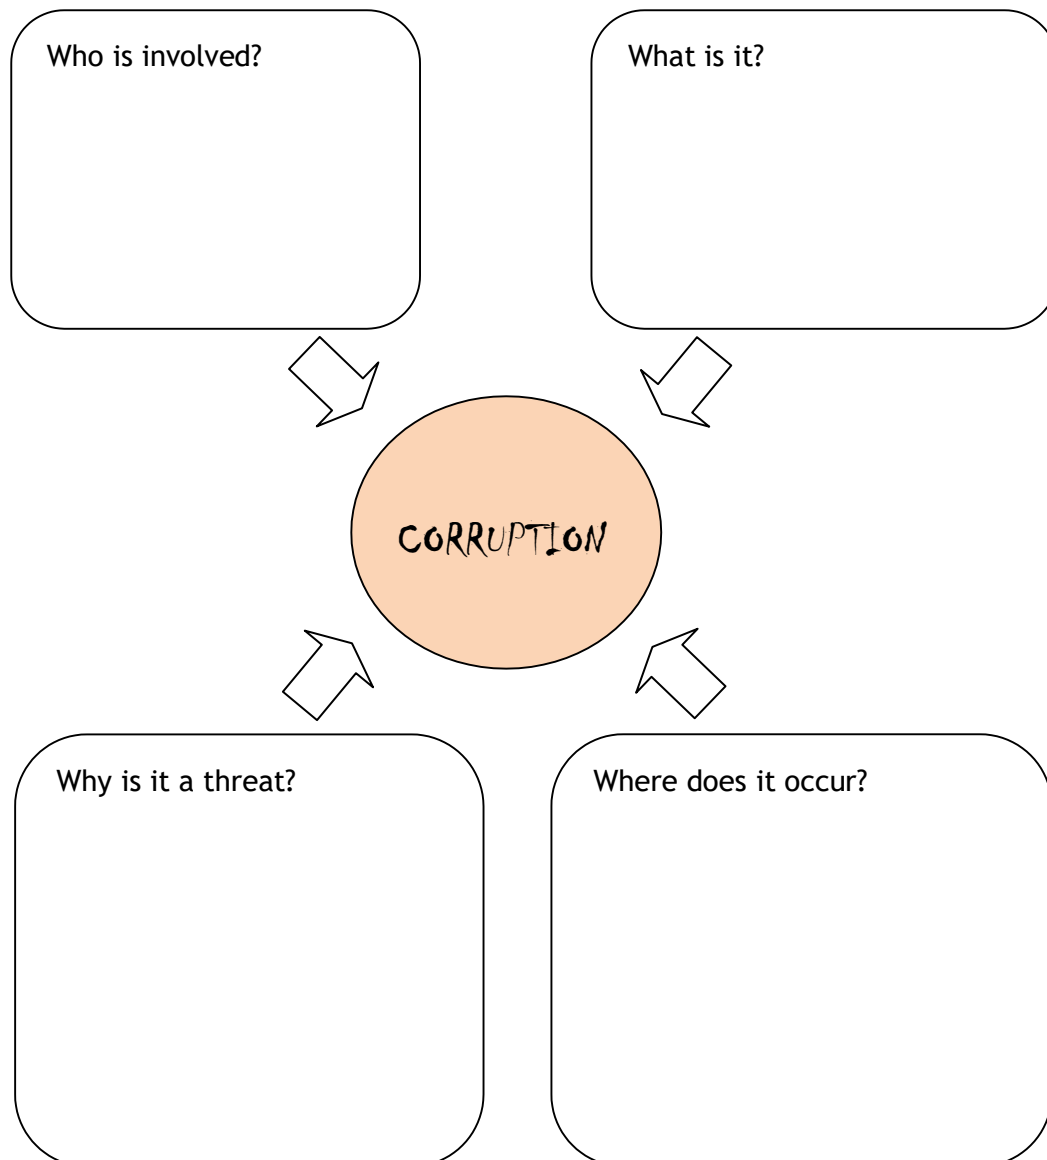 Who is involved?
What is it?
CORRUPTION
Why is it a threat?
Where does it occur?